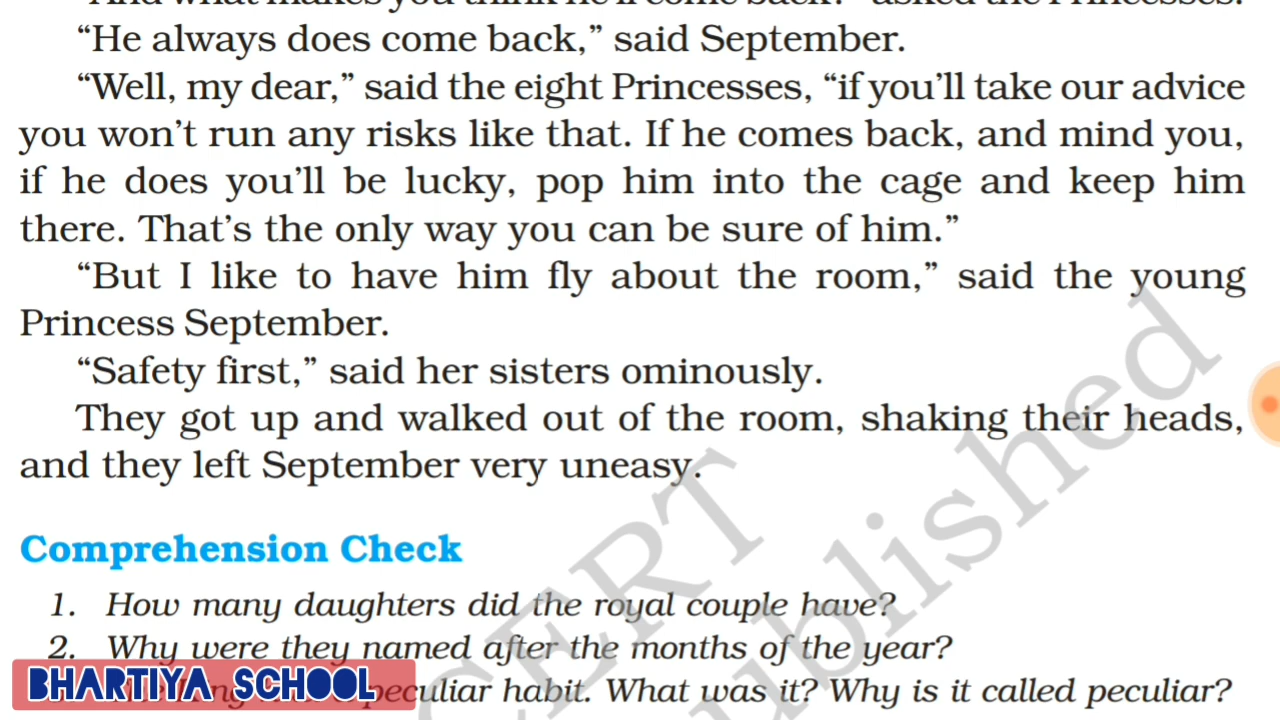 "And what makes you think he'll come back?" asked the Princesses.
"He always does come back," said September.
"Well, my dear," said the eight Princesses, "if you'll take our advice
you won't run any risks like that. If he comes back, and mind you,
if he does you'll be lucky, pop him into the cage and keep him
there. That's the only way you can be sure of him."
"But I like to have him fly about the room," said the young
Princess September.
"Safety first," said her sisters ominously.
They got up and walked out of the room, shaking their heads,
and they left September very uneasy.
Comprehension Check
1. How many daughters did the royal couple have?
2. Why were they named after the months of the year?
peculiar habit. What was it? Why is it called peculiar?
BHARTIYA SCHOOL
CERT
ublished